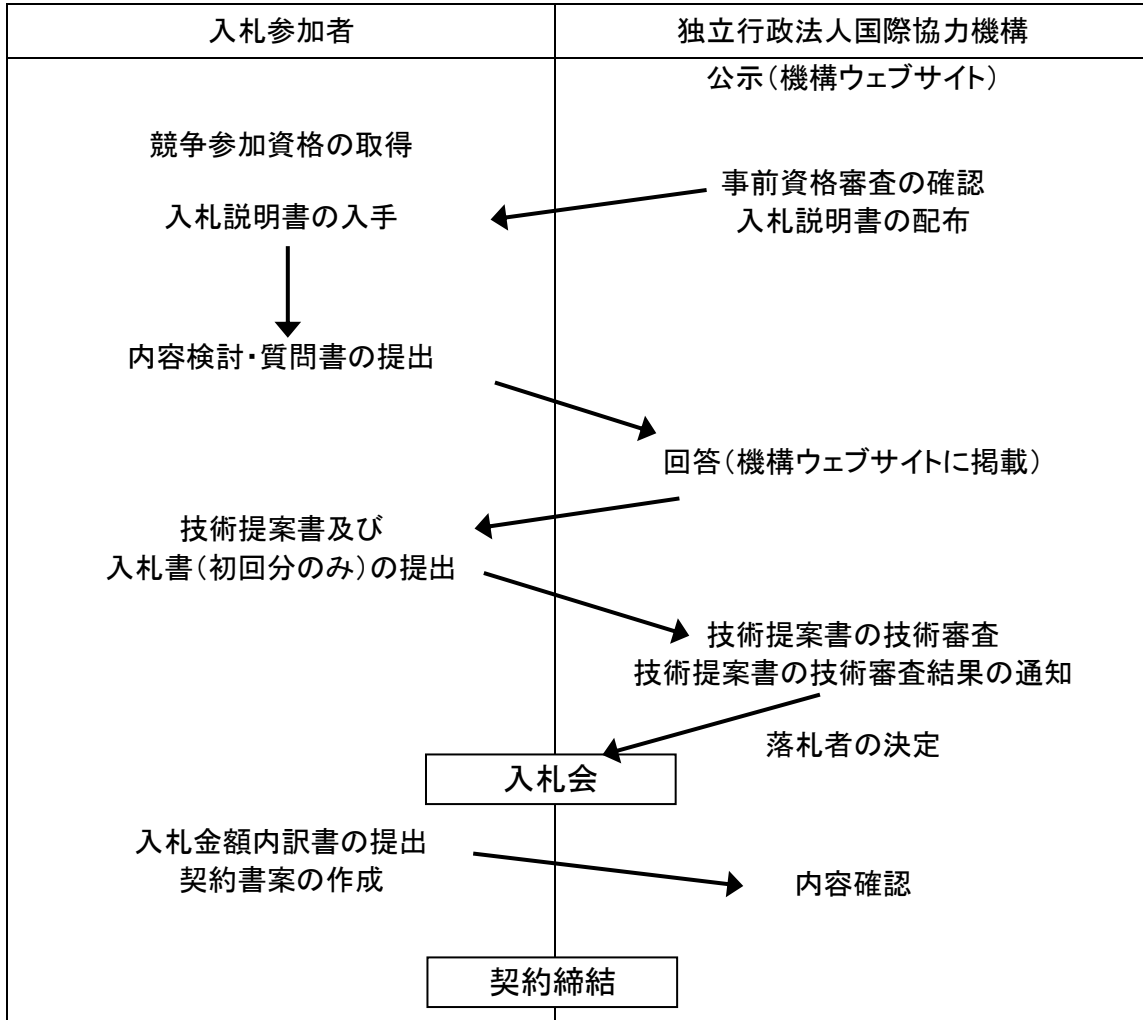 入札参加者
独立行政法人国際協力機構
公示(機構ウェブサイト)
競争参加資格の取得
事前資格審査の確認
入札説明書の入手
入札説明書の配布
内容検討・質問書の提出
回答(機構ウェブサイトに掲載)
技術提案書及び
入札書(初回分のみ)の提出
技術提案書の技術審査
技術提案書の技術審査結果の通知
落札者の決定
入札会
入札金額内訳書の提出
契約書案の作成
内容確認
契約締結